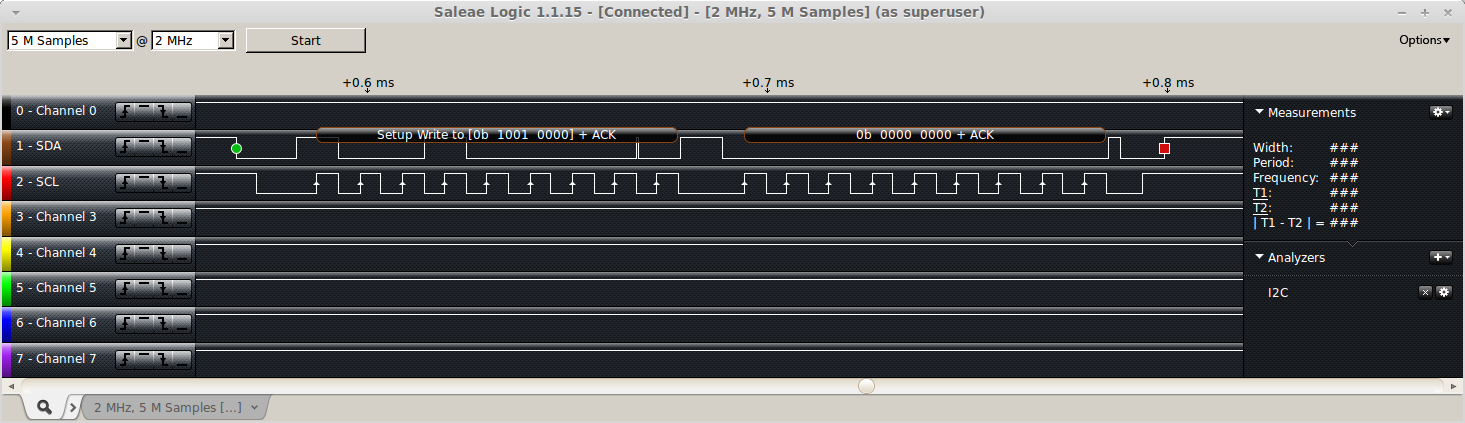 Saleae Logic 1.1.15 - [Connected] - [2 MHz, 5 M Samples] (as superuser)
5 M Samples @ 2 MHz Start Options
+0.6 ms +0.7 ms +0.8 ms
0 - Channel 0
1 - SDA
Setup Write to [0b 1001 0000] + ACK
0b 0000 0000 + ACK
2 - SCL
3 - Channel 3
4 - Channel 4
5 - Channel 5
6 - Channel 6
7 - Channel 7
Measurements
Width: ###
Period: ###
Frequency: ###
T1: ###
T2: ###
| T1 - T2 | = ###
Analyzers
I2C
2 MHz, 5 M Samples [...]